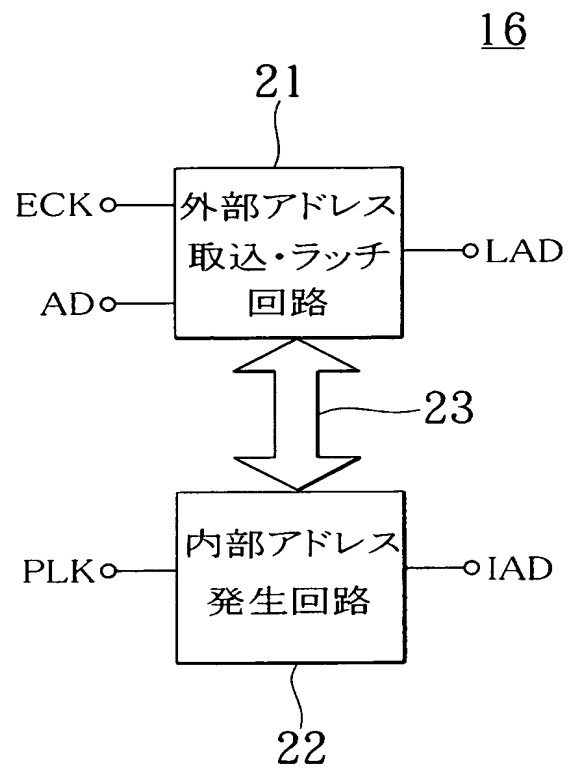 16
21
ECK
AD
外部アドレス
取込・ラッチ
回路
LAD
23
PLK
内部アドレス
発生回路
IAD
22